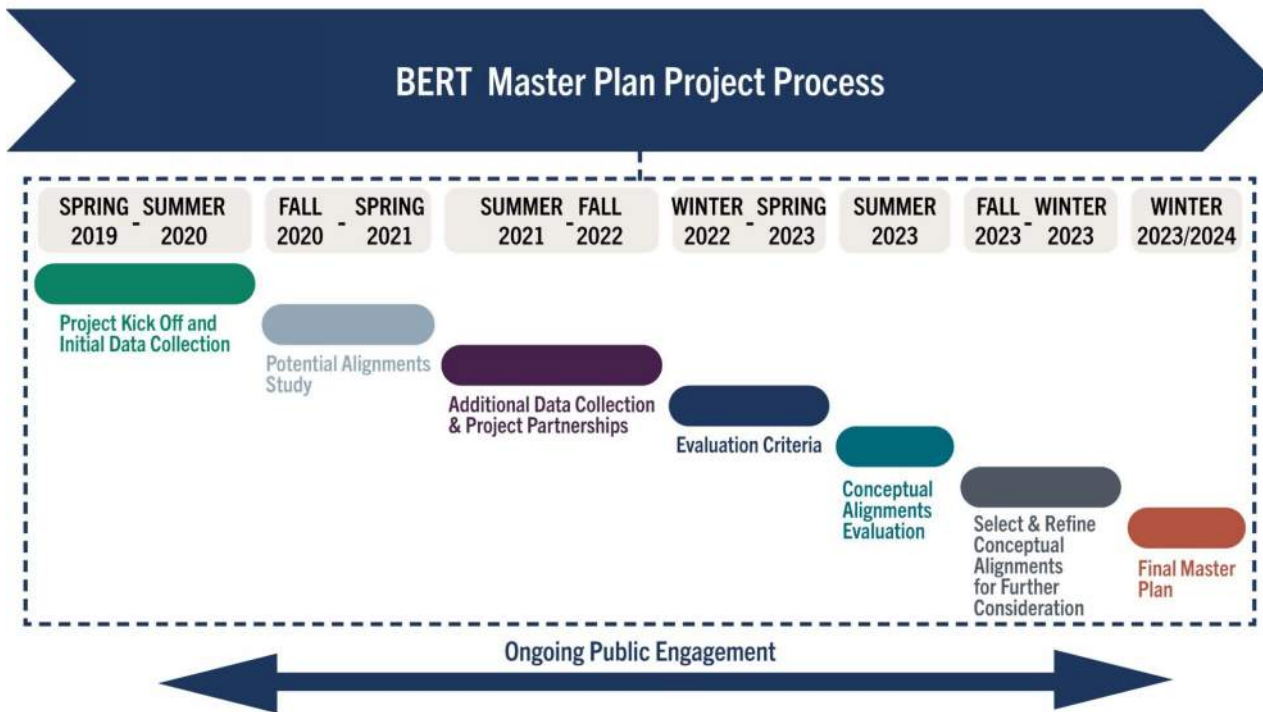 BERT Master Plan Project Process
SPRING - SUMMER
2019 2020
FALL - SPRING
2020 2021
SUMMER - FALL
2021 2022
WINTER - SPRING
2022 2023
SUMMER
2023
FALL - WINTER
2023 2023
WINTER
2023/2024
Project Kick Off and
Initial Data Collection
Potential Alignments
Study
Additional Data Collection
& Project Partnerships
Evaluation Criteria
Conceptual
Alignments
Evaluation
Select & Refine
Conceptual
Alignments
for Further
Consideration
Final Master
Plan
Ongoing Public Engagement